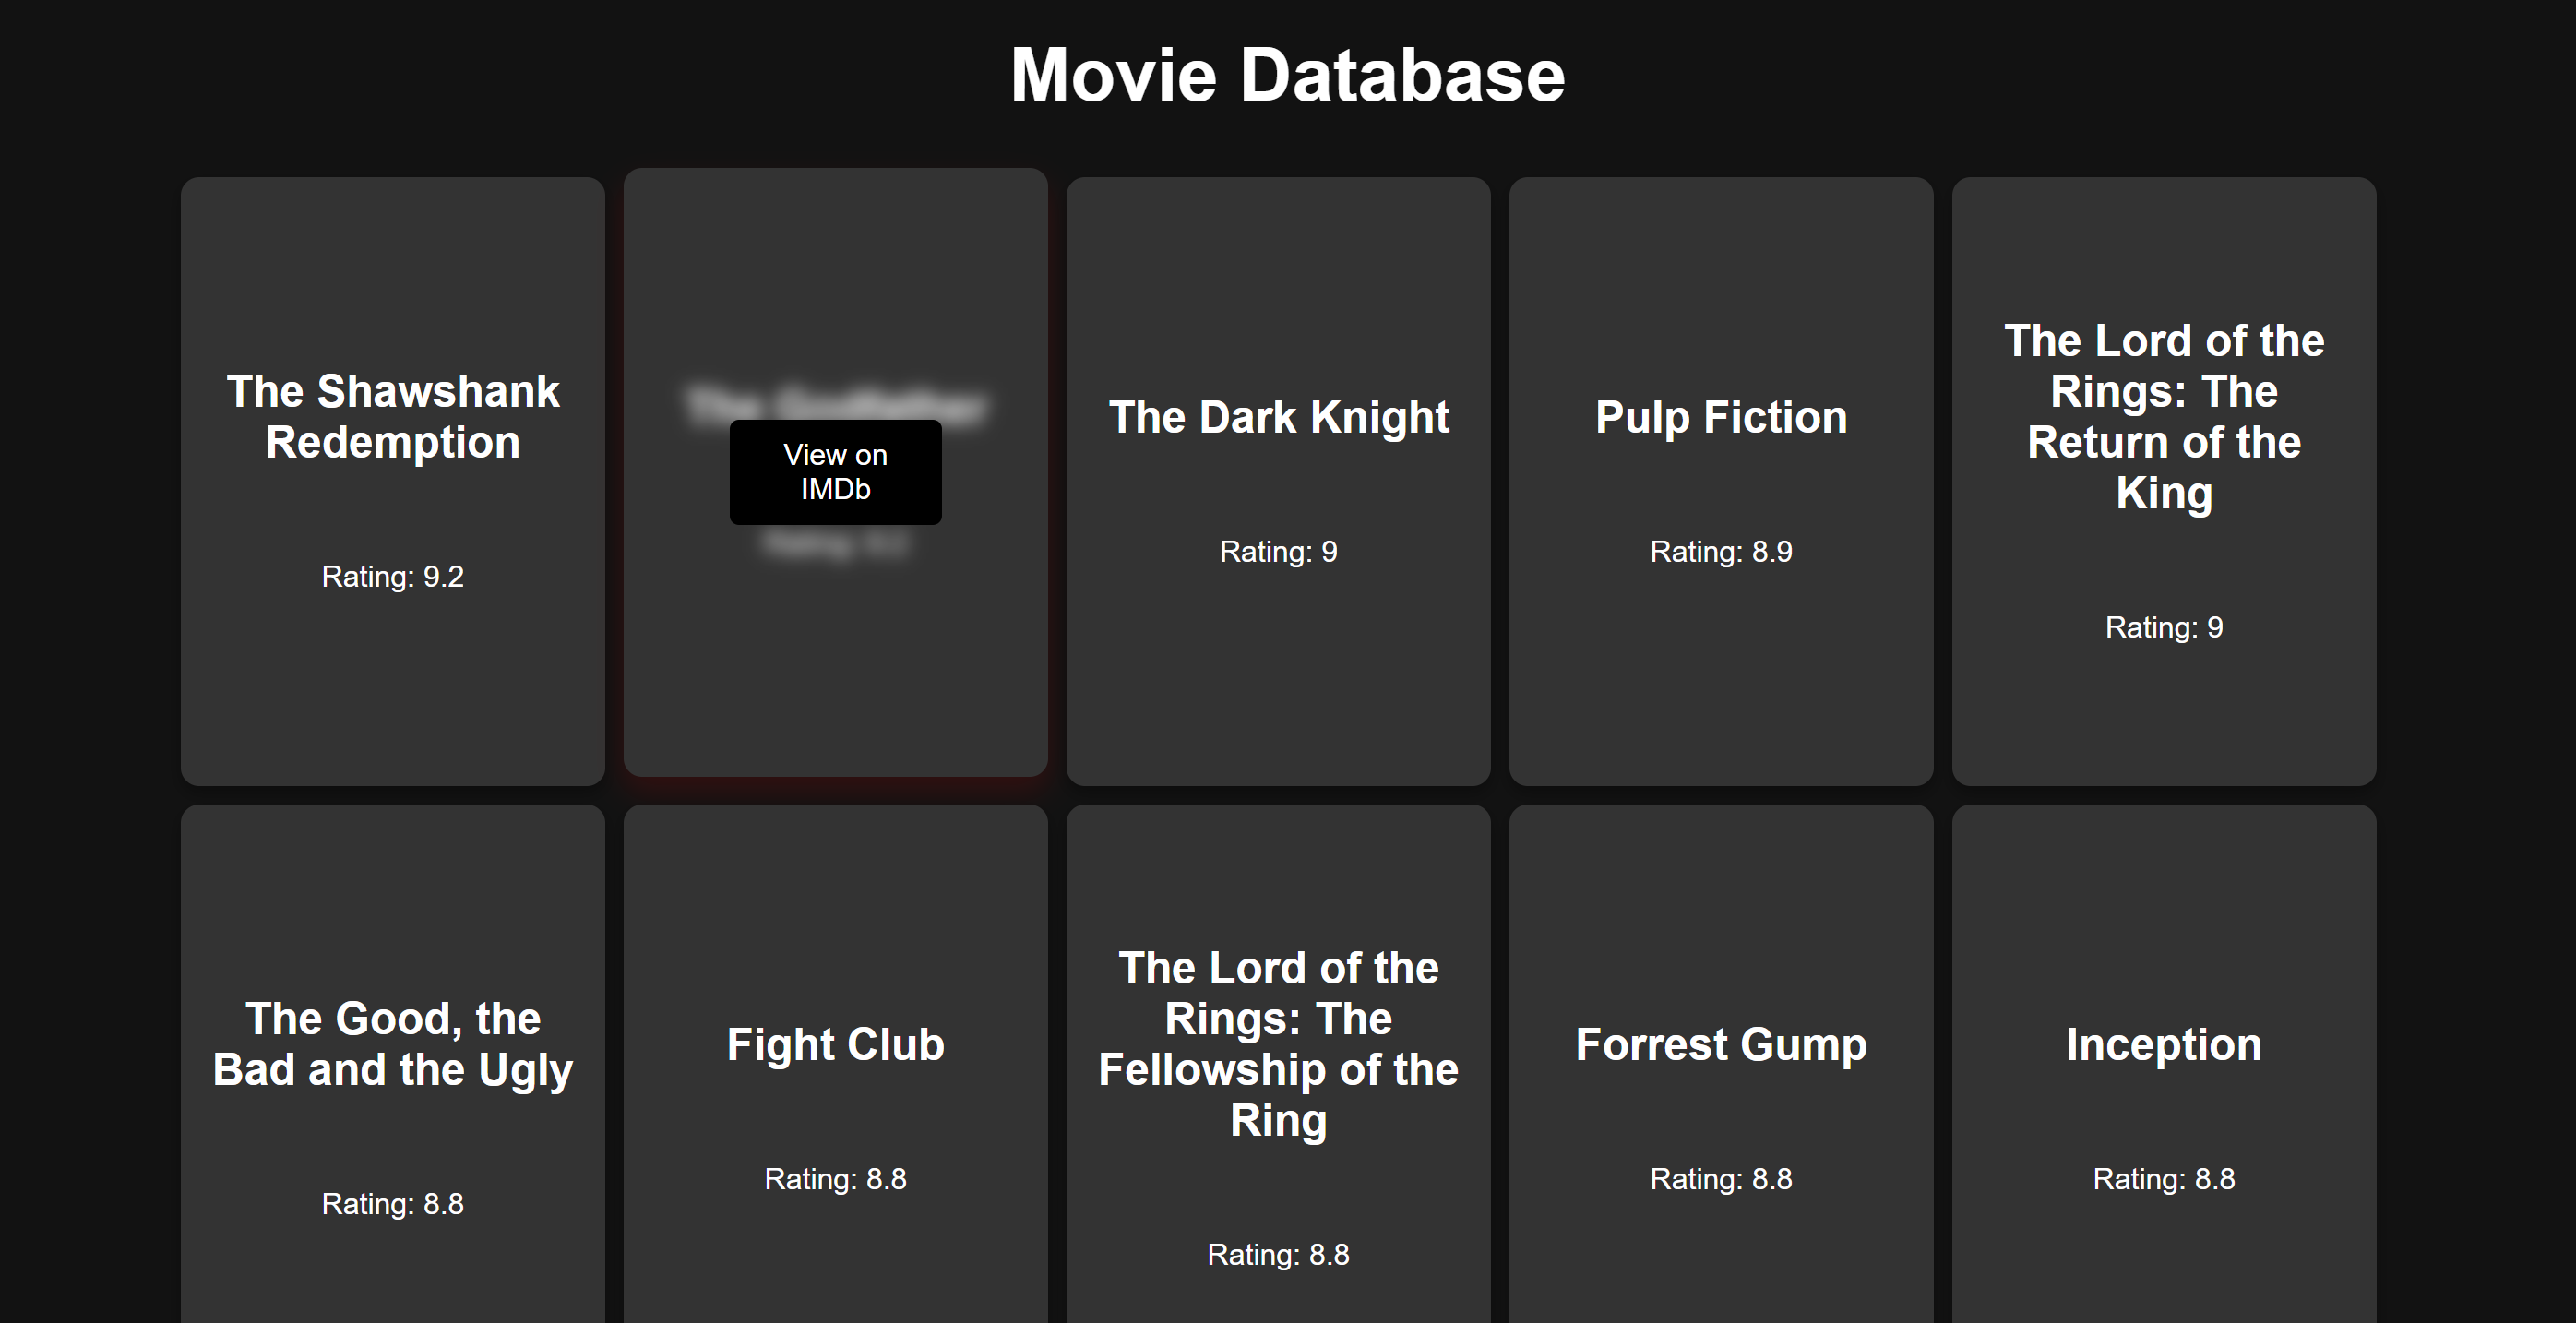 Movie Database
The Shawshank
Redemption
Rating: 9.2
The Godfather
View on
IMDb
The Dark Knight
Rating: 9
Pulp Fiction
Rating: 8.9
The Lord of the
Rings: The
Return of the
King
Rating: 9
The Good, the
Bad and the Ugly
Rating: 8.8
Fight Club
Rating: 8.8
The Lord of the
Rings: The
Fellowship of the
Ring
Rating: 8.8
Forrest Gump
Rating: 8.8
Inception
Rating: 8.8